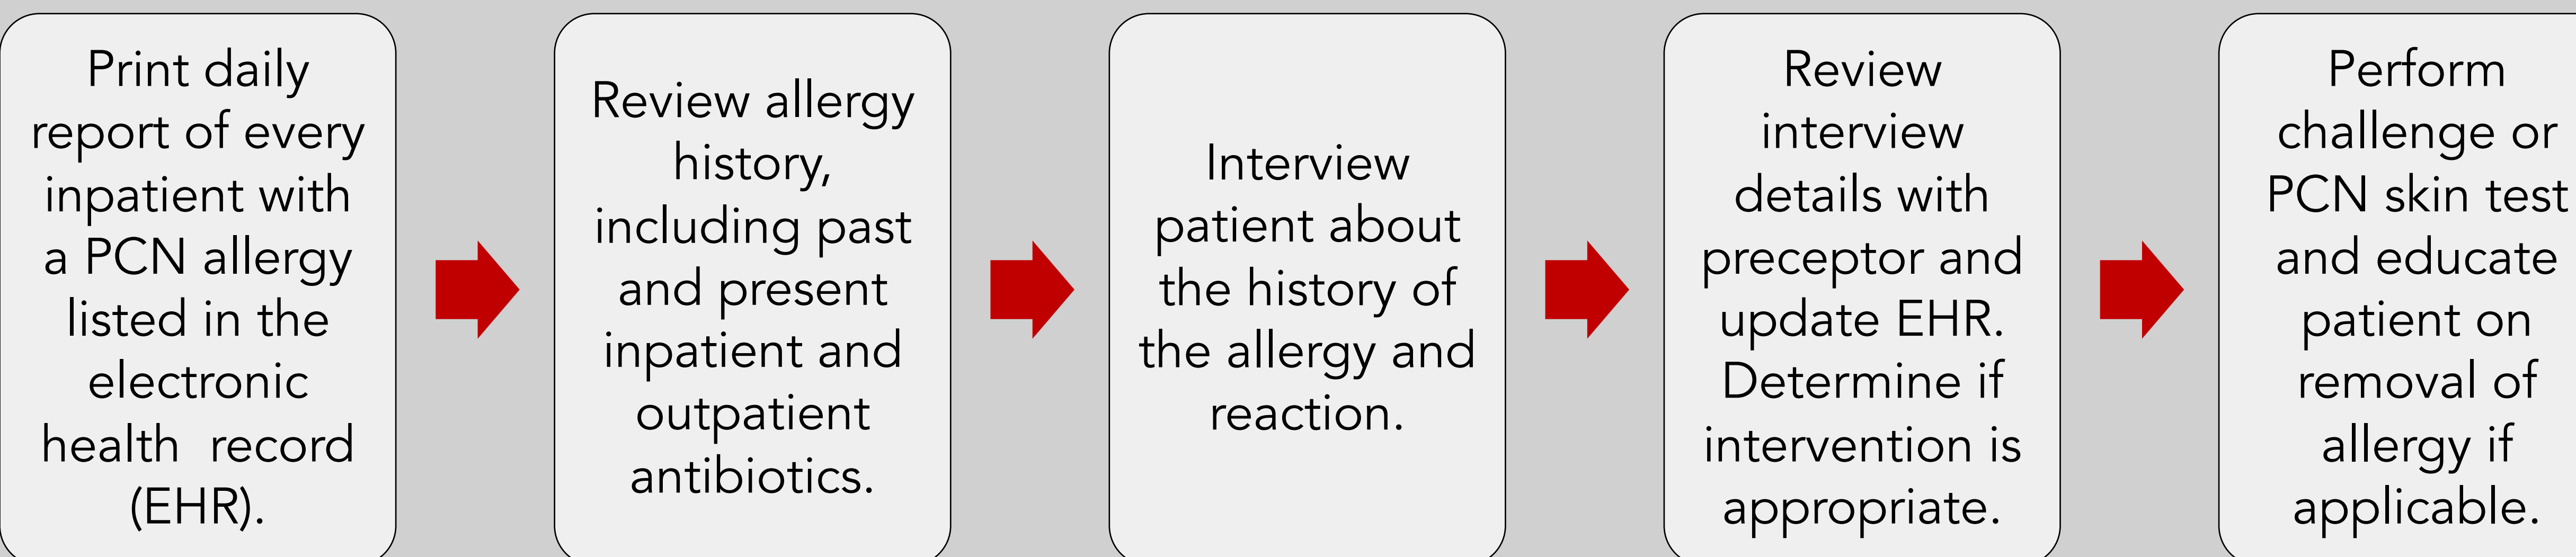 Print daily
report of every
inpatient with
a PCN allergy
listed in the
electronic
health  record
(EHR).
Review allergy
history,
including past
and present
inpatient and
outpatient
antibiotics.
Interview
patient about
the history of
the allergy and
reaction.
Review
interview
details with
preceptor and
update EHR.
Determine if
intervention is
appropriate.
Perform
challenge or
PCN skin test
and educate
patient on
removal of
allergy if
applicable.